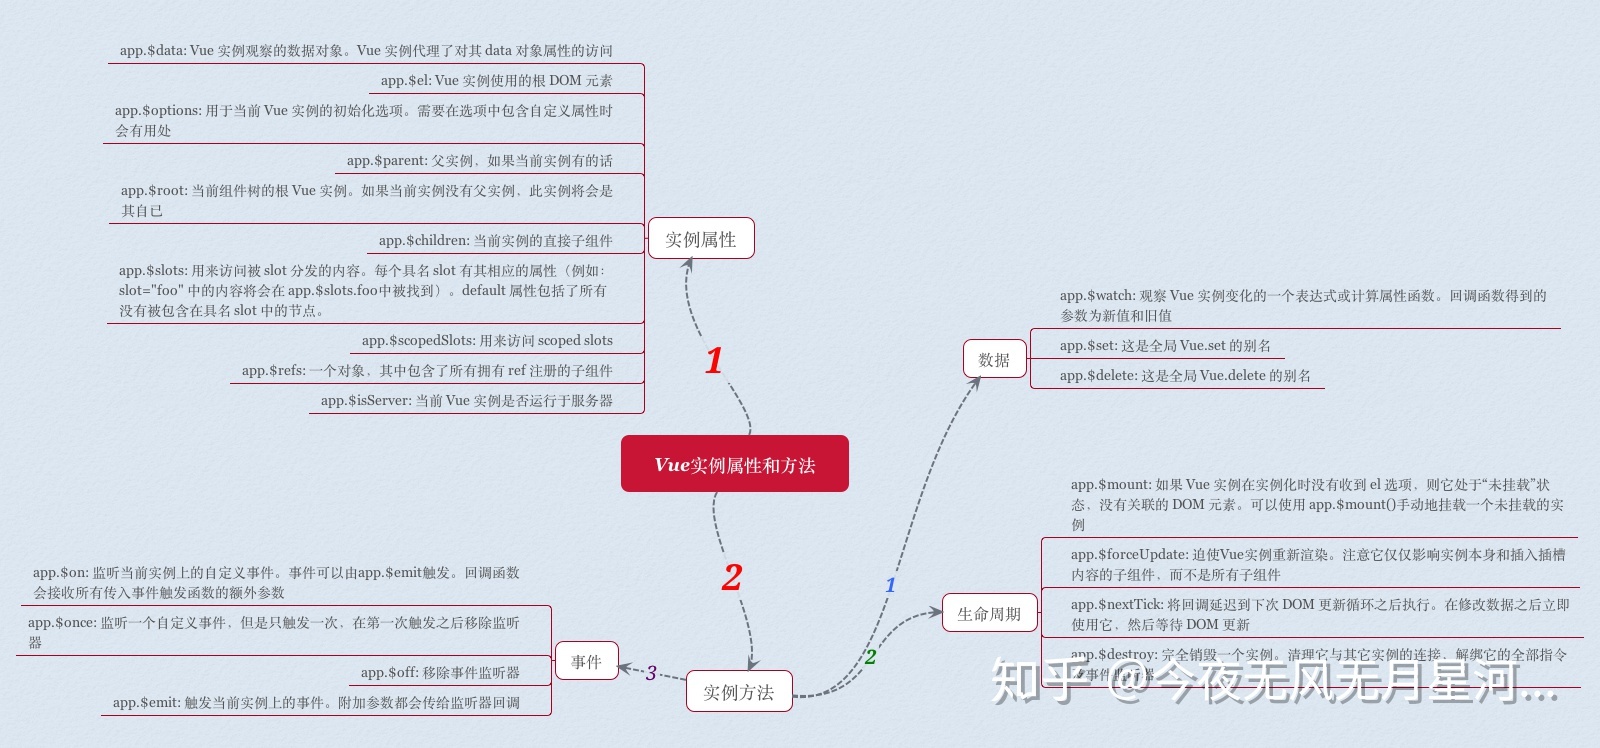 app.$data: Vue 实例观察的数据对象。Vue 实例代理了对其 data 对象属性的访问
app.$el: Vue 实例使用的根 DOM 元素
app.$options: 用于当前 Vue 实例的初始化选项。需要在选项中包含自定义属性时
会有用处
app.$parent: 父实例，如果当前实例有的话
app.$root: 当前组件树的根 Vue 实例。如果当前实例没有父实例，此实例将会是
其自已
app.$children: 当前实例的直接子组件
app.$slots: 用来访问被 slot 分发的内容。每个具名 slot 有其相应的属性（例如：
slot="foo" 中的内容将会在 app.$slots.foo中被找到）。default 属性包括了所有
没有被包含在具名 slot 中的节点。
app.$scopedSlots: 用来访问 scoped slots
app.$refs: 一个对象，其中包含了所有拥有 ref 注册的子组件
app.$isServer: 当前 Vue 实例是否运行于服务器
实例属性
1
Vue实例属性和方法
2
实例方法
1
数据
app.$watch: 观察 Vue 实例变化的一个表达式或计算属性函数。回调函数得到的
参数为新值和旧值
app.$set: 这是全局 Vue.set 的别名
app.$delete: 这是全局 Vue.delete 的别名
2
生命周期
app.$mount: 如果 Vue 实例在实例化时没有收到 el 选项，则它处于“未挂载”状
态，没有关联的 DOM 元素。可以使用 app.$mount()手动地挂载一个未挂载的实
例
app.$forceUpdate: 迫使Vue实例重新渲染。注意它仅仅影响实例本身和插入插槽
内容的子组件，而不是所有子组件
app.$nextTick: 将回调延迟到下次 DOM 更新循环之后执行。在修改数据之后立即
使用它，然后等待 DOM 更新
app.$destroy: 完全销毁一个实例。清理它与其它实例的连接，解绑它的全部指令
及事件监听器
3
事件
app.$on: 监听当前实例上的自定义事件。事件可以由app.$emit触发。回调函数
会接收所有传入事件触发函数的额外参数
app.$once: 监听一个自定义事件，但是只触发一次，在第一次触发之后移除监听
器
app.$off: 移除事件监听器
app.$emit: 触发当前实例上的事件。附加参数都会传给监听器回调
知乎 @今夜无风无月星河...